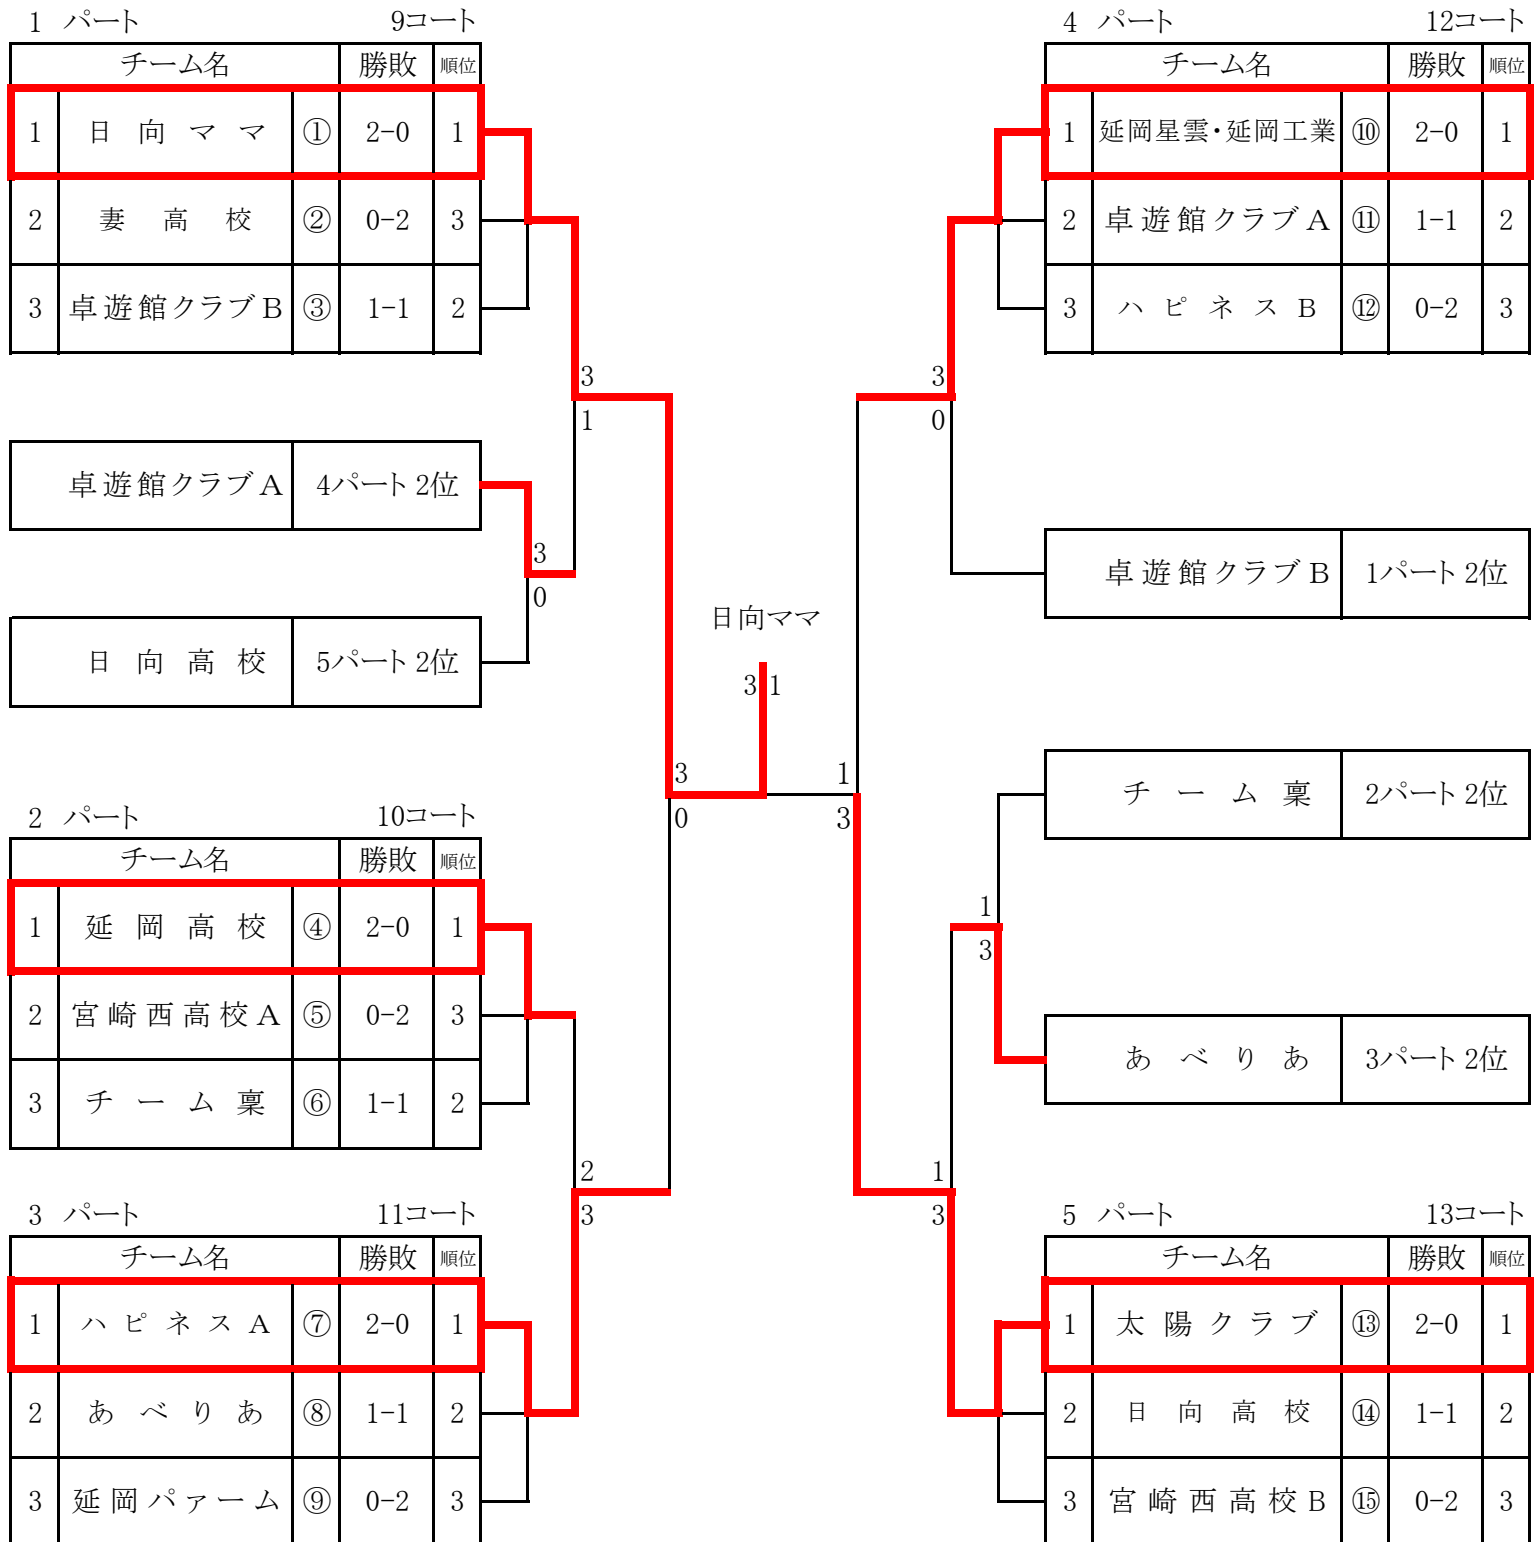 1 パート 9コート
チーム名 勝敗 順位
1 日向ママ ① 2-0 1
2 妻高校 ② 0-2 3
3 卓遊館クラブB ③ 1-1 2
3
1
卓遊館クラブA 4パート 2位
3
0
日向高校 5パート 2位
2 パート 10コート
チーム名 勝敗 順位
1 延岡高校 ④ 2-0 1
2 宮崎西高校A ⑤ 0-2 3
3 チーム稟 ⑥ 1-1 2
2
3
3 パート 11コート
チーム名 勝敗 順位
1 ハピネスA ⑦ 2-0 1
2 あべりあ ⑧ 1-1 2
3 延岡パァーム ⑨ 0-2 3
日向ママ
3 1
3
0
1
3
4 パート 12コート
チーム名 勝敗 順位
1 延岡星雲・延岡工業 ⑩ 2-0 1
2 卓遊館クラブA ⑪ 1-1 2
3 ハピネスB ⑫ 0-2 3
3
0
卓遊館クラブB 1パート 2位
チーム稟 2パート 2位
1
3
あべりあ 3パート 2位
1
3
5 パート 13コート
チーム名 勝敗 順位
1 太陽クラブ ⑬ 2-0 1
2 日向高校 ⑭ 1-1 2
3 宮崎西高校B ⑮ 0-2 3